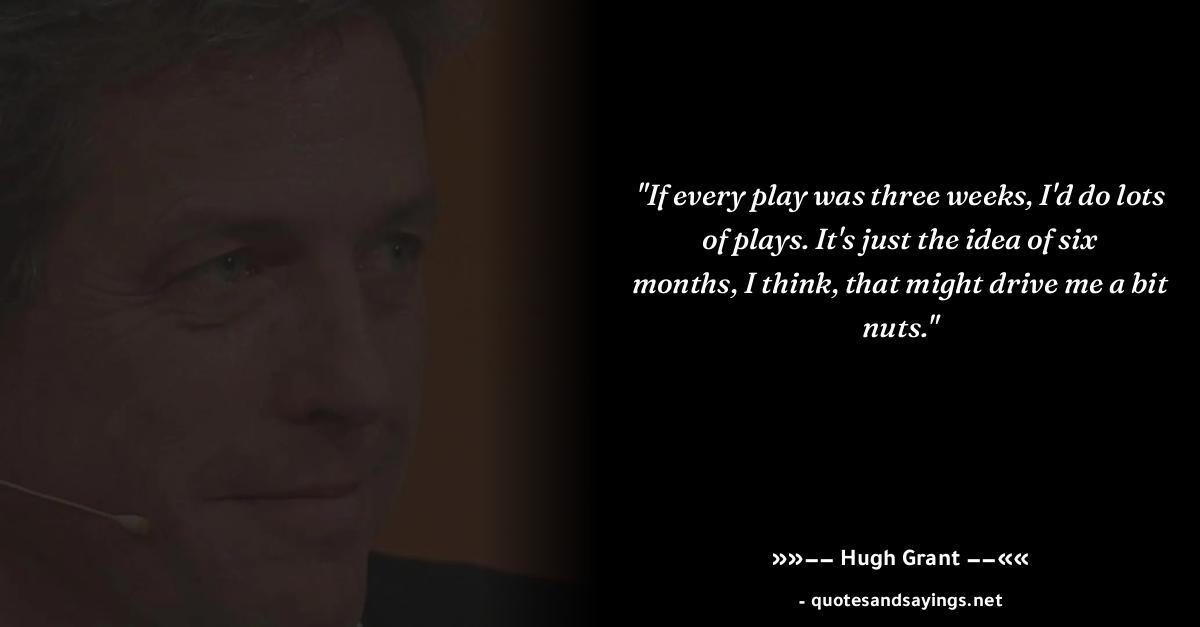 "If every play was three weeks, I'd do lots
of plays. It's just the idea of six
months, I think, that might drive me a bit
nuts."
»»–– Hugh Grant ––««
- quotesandsayings.net